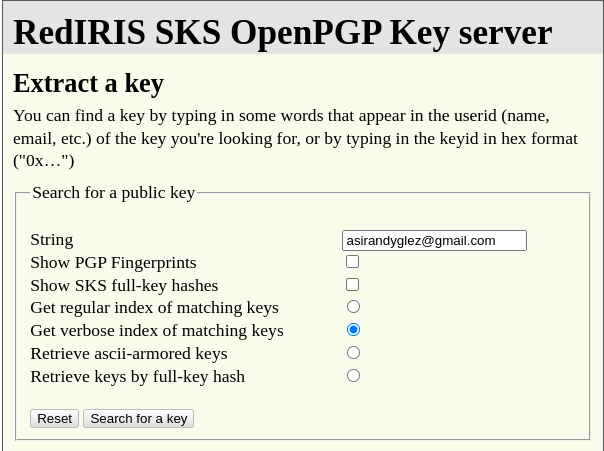 RedIRIS SKS OpenPGP Key server
Extract a key
You can find a key by typing in some words that appear in the userid (name,
email, etc.) of the key you're looking for, or by typing in the keyid in hex format
("0x…")
Search for a public key
String asirandyglez@gmail.com
Show PGP Fingerprints
Show SKS full-key hashes
Get regular index of matching keys
Get verbose index of matching keys
Retrieve ascii-armored keys
Retrieve keys by full-key hash
Reset Search for a key